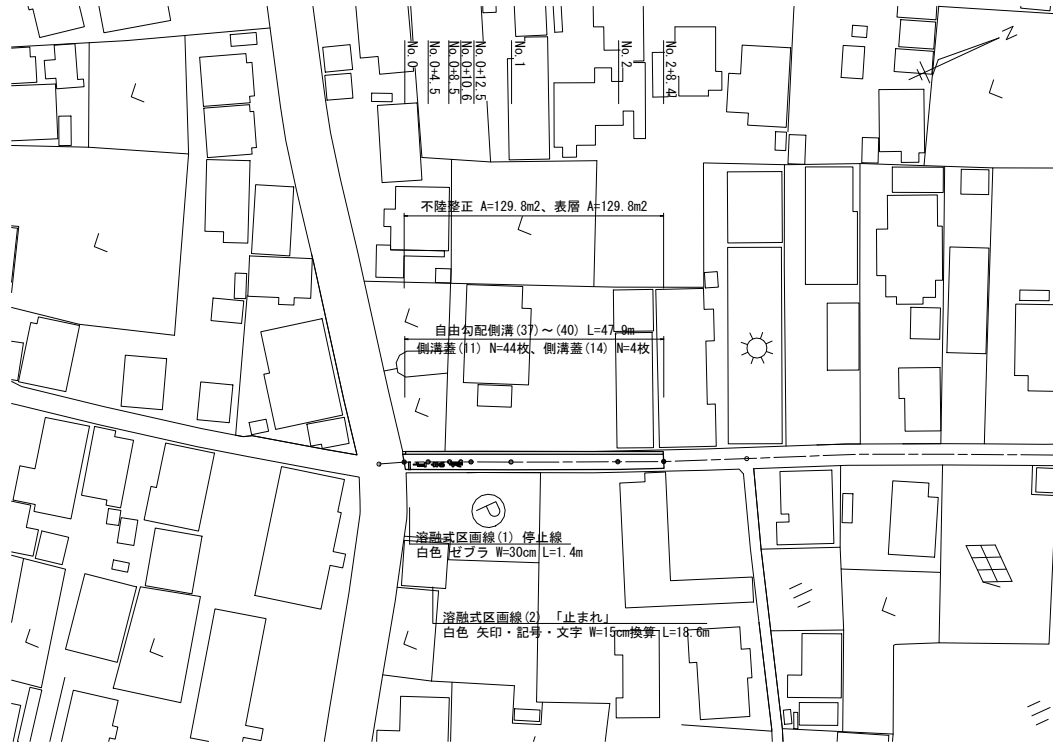 No. 0
No. 0+4.5
No. 0+8.5
No. 0+10.6
No. 0+12.5
No. 1
No. 2
No. 2+8.4
N
不陸整正 A=129.8m2、表層 A=129.8m2
自由勾配側溝(37)～(40) L=47.9m
側溝蓋(11) N=44枚、側溝蓋(14) N=4枚
P
溶融式区画線(1) 停止線
白色 ゼブラ W=30cm L=1.4m
溶融式区画線(2) 「止まれ」
白色 矢印・記号・文字 W=15cm換算 L=18.6m